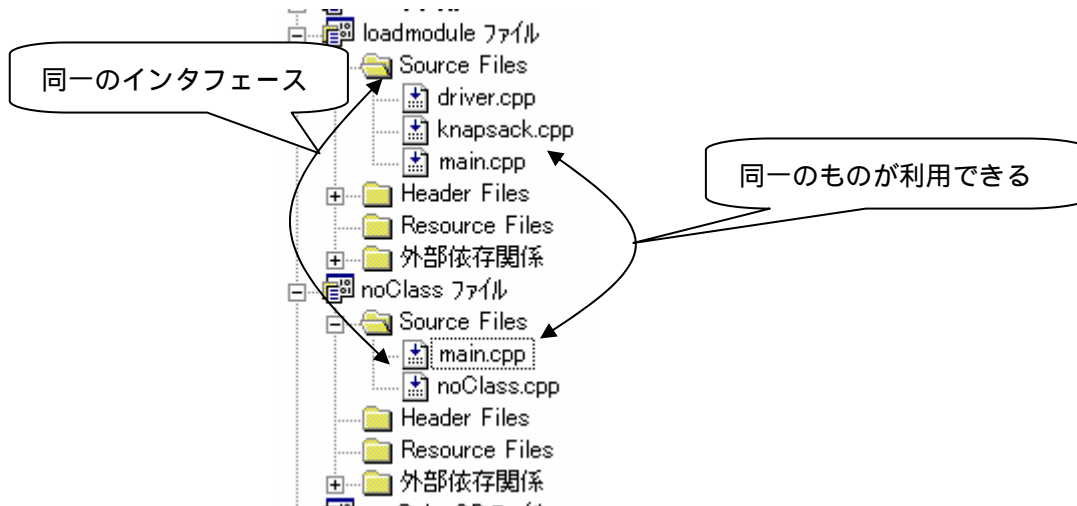 loadmodule ファイル
同一のインタフェース
Source Files
driver.cpp
knapsack.cpp
main.cpp
同一のものが利用できる
Header Files
Resource Files
外部依存関係
noClass ファイル
Source Files
main.cpp
noClass.cpp
Header Files
Resource Files
外部依存関係